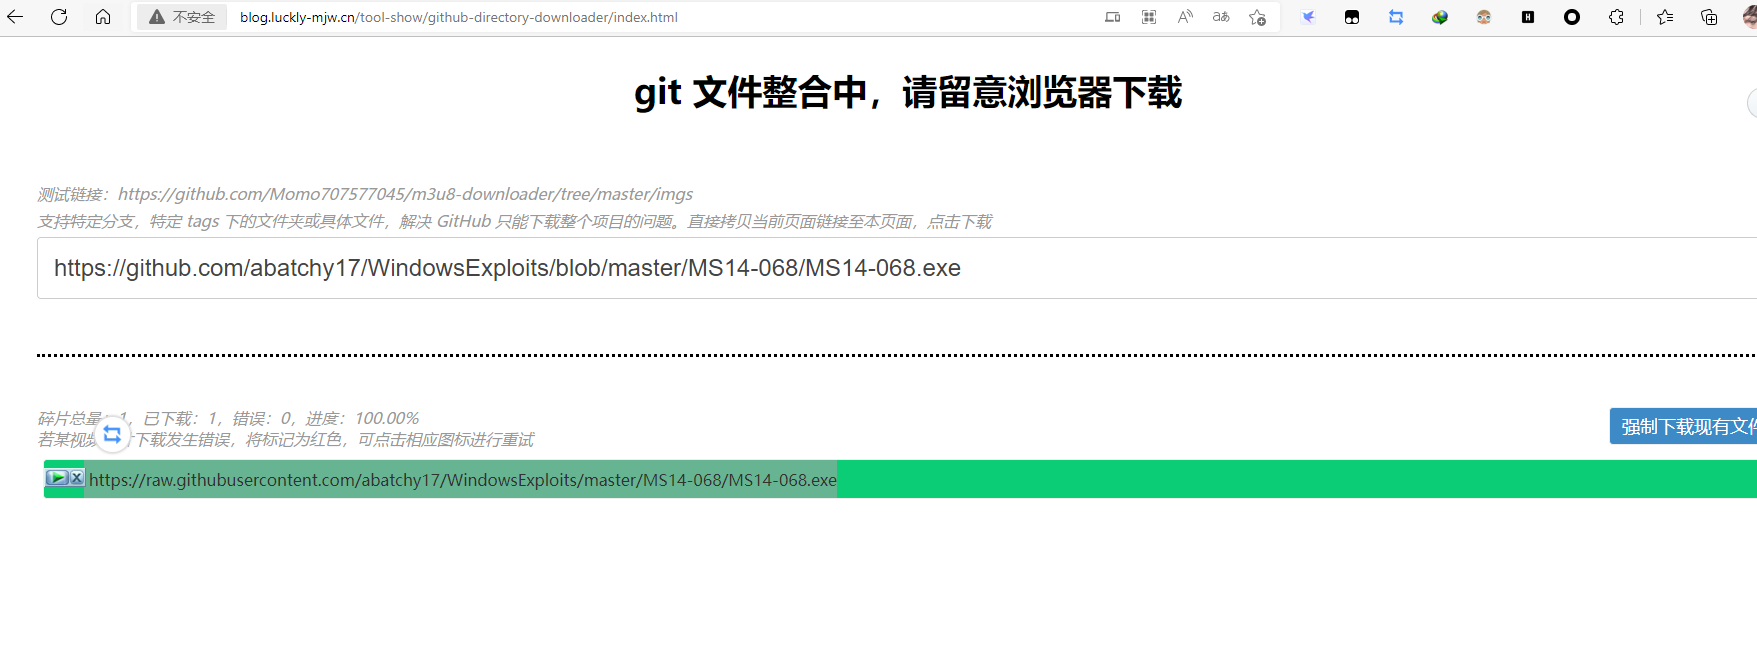 不安全 blog.luckly-mjw.cn/tool-show/github-directory-downloader/index.html
git 文件整合中，请留意浏览器下载
测试链接：https://github.com/Momo707577045/m3u8-downloader/tree/master/imgs
支持特定分支，特定 tags 下的文件夹或具体文件，解决 GitHub 只能下载整个项目的问题。直接拷贝当前页面链接至本页面，点击下载
https://github.com/abatchy17/WindowsExploits/blob/master/MS14-068/MS14-068.exe
碎片总量：1，已下载：1，错误：0，进度：100.00%
强制下载现有文件
若某视 下载发生错误，将标记为红色，可点击相应图标进行重试
https://raw.githubusercontent.com/abatchy17/WindowsExploits/master/MS14-068/MS14-068.exe